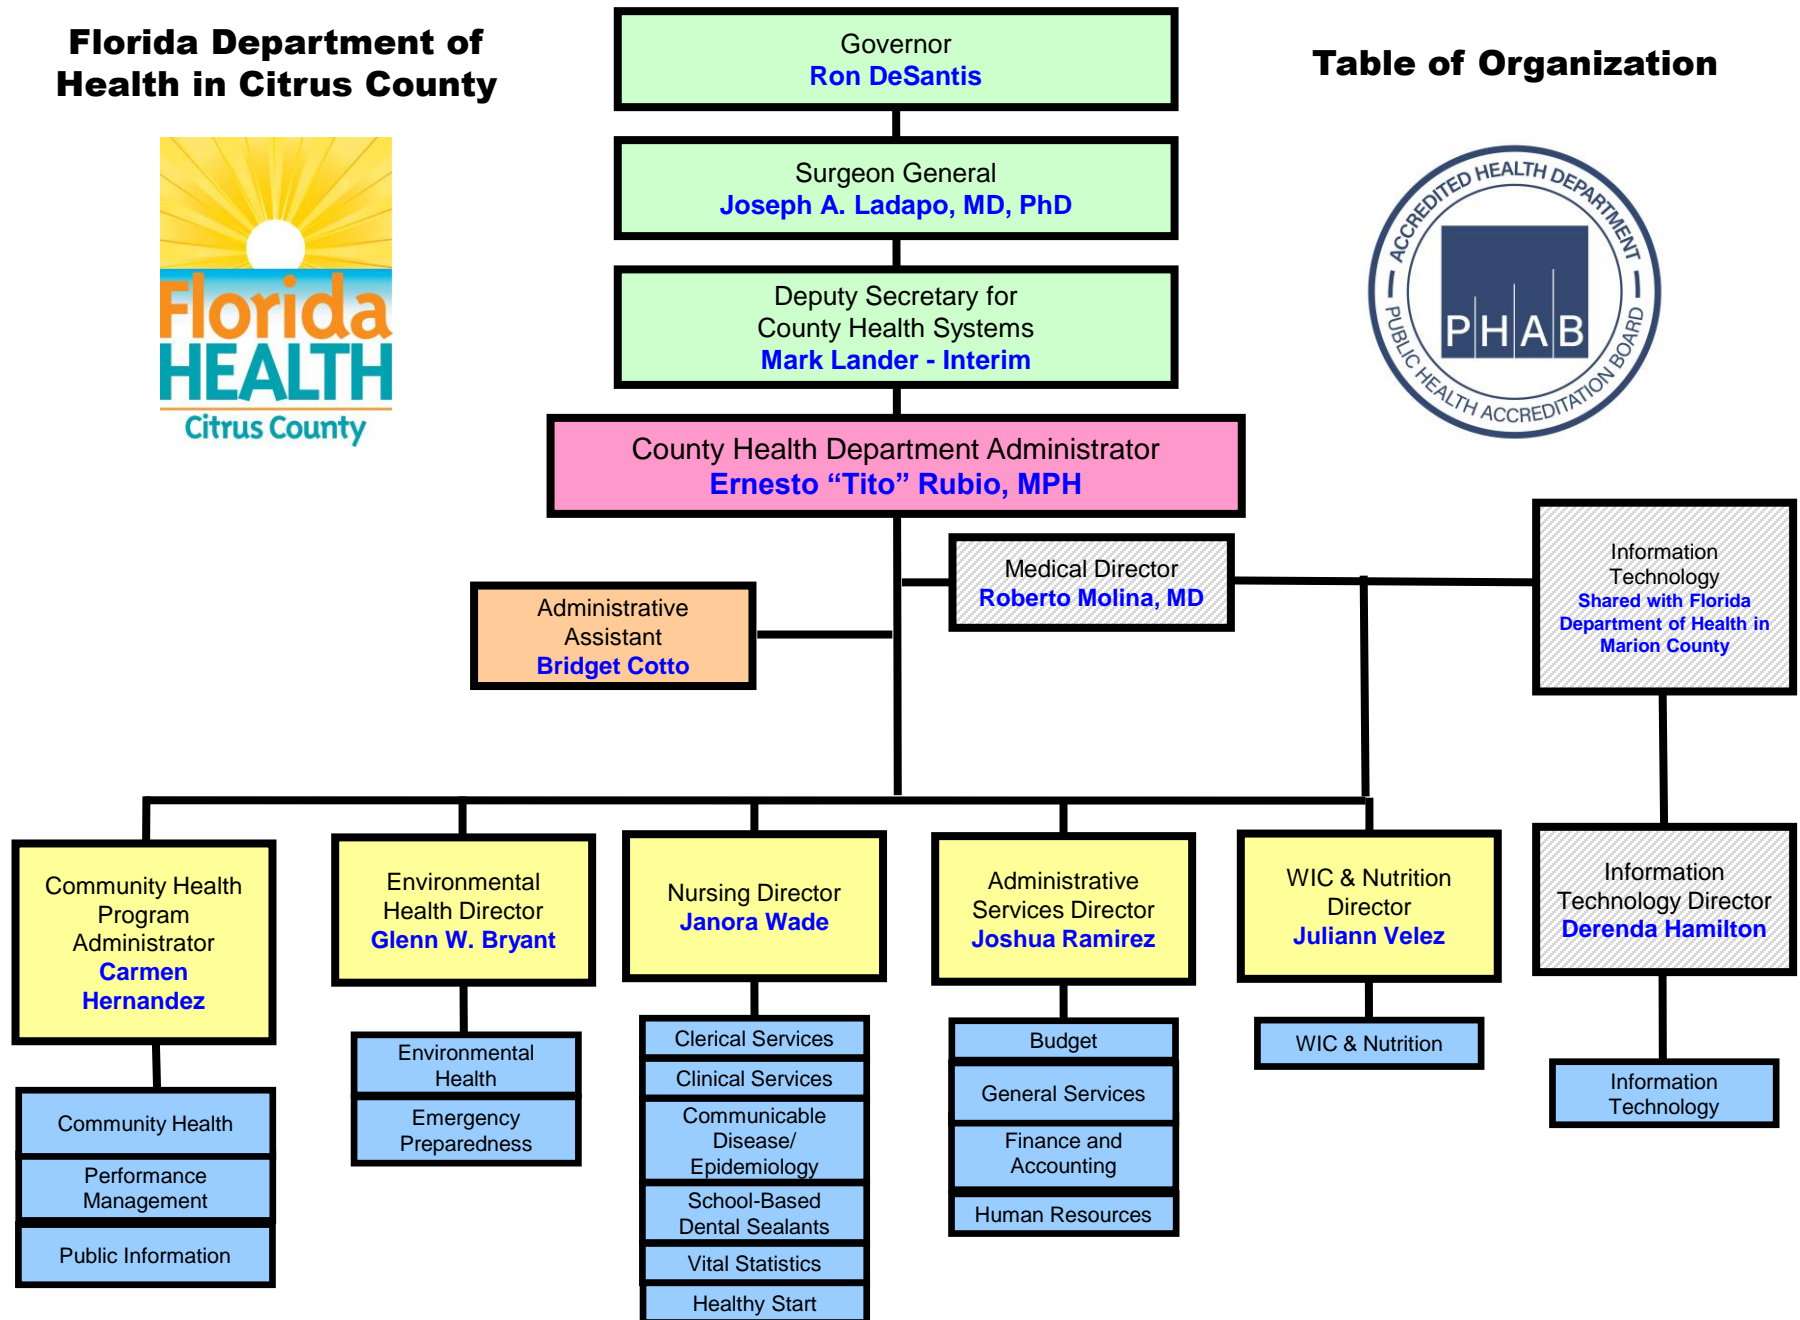 Florida Department of
Health in Citrus County
Table of Organization
Governor
Ron DeSantis
Surgeon General
Joseph A. Ladapo, MD, PhD
Deputy Secretary for
County Health Systems
Mark Lander - Interim
County Health Department Administrator
Ernesto “Tito” Rubio, MPH
Florida
HEALTH
Citrus County
ACCREDITED HEALTH DEPARTMENT
PHAB
PUBLIC HEALTH ACCREDITATION BOARD
Medical Director
Roberto Molina, MD
Information
Technology
Shared with Florida
Department of Health in
Marion County
Administrative
Assistant
Bridget Cotto
Community Health
Program
Administrator
Carmen
Hernandez
Community Health
Performance
Management
Public Information
Environmental
Health Director
Glenn W. Bryant
Environmental
Health
Emergency
Preparedness
Nursing Director
Janora Wade
Clerical Services
Clinical Services
Communicable
Disease/
Epidemiology
School-Based
Dental Sealants
Vital Statistics
Healthy Start
Administrative
Services Director
Joshua Ramirez
Budget
General Services
Finance and
Accounting
Human Resources
WIC & Nutrition
Director
Juliann Velez
WIC & Nutrition
Information
Technology Director
Derenda Hamilton
Information
Technology